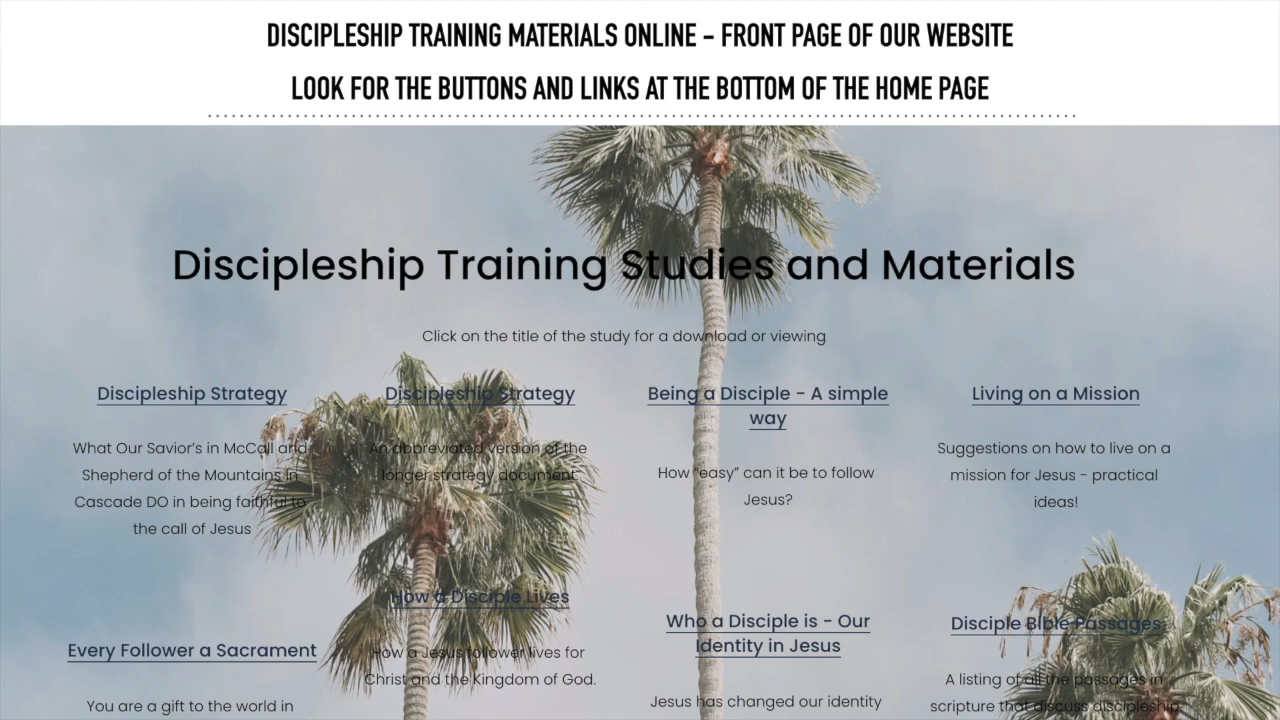 DISCIPLESHIP TRAINING MATERIALS ONLINE - FRONT PAGE OF OUR WEBSITE
LOOK FOR THE BUTTONS AND LINKS AT THE BOTTOM OF THE HOME PAGE
Discipleship Training Studies and Materials
Click on the title of the study for a download or viewing
Discipleship Strategy
What Our Savior's in McCall and
Shepherd of the Mountains in
Cascade DO in being faithful to
the call of Jesus
Discipleship Strategy
An abbreviated version of the
longer strategy document.
Being a Disciple - A simple
way
How "easy" can it be to follow
Jesus?
Living on a Mission
Suggestions on how to live on a
mission for Jesus - practical
ideas!
Every Follower a Sacrament
You are a gift to the world in
How a Disciple Lives
How a Jesus follower lives for
Christ and the Kingdom of God.
Who a Disciple is - Our
Identity in Jesus
Jesus has changed our identity
Disciple Bible Passages
A listing of all the passages in
scripture that discuss discipleship.